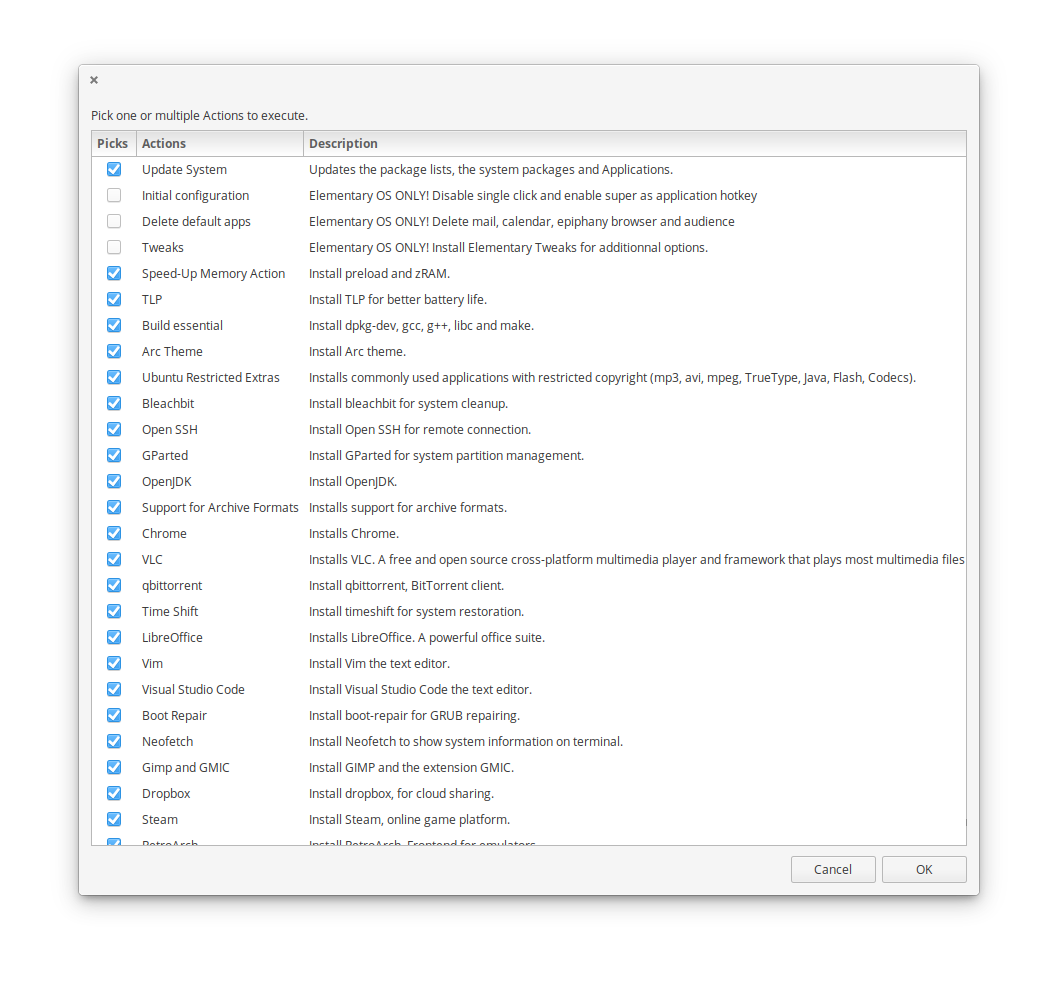 Pick one or multiple Actions to execute.
Picks Actions Description
Update System Updates the package lists, the system packages and Applications.
Initial configuration Elementary OS ONLY! Disable single click and enable super as application hotkey
Delete default apps Elementary OS ONLY! Delete mail, calendar, epiphany browser and audience
Tweaks Elementary OS ONLY! Install Elementary Tweaks for additionnal options.
Speed-Up Memory Action Install preload and zRAM.
TLP Install TLP for better battery life.
Build essential Install dpkg-dev, gcc, g++, libc and make.
Arc Theme Install Arc theme.
Ubuntu Restricted Extras Installs commonly used applications with restricted copyright (mp3, avi, mpeg, TrueType, Java, Flash, Codecs).
Bleachbit Install bleachbit for system cleanup.
Open SSH Install Open SSH for remote connection.
GParted Install GParted for system partition management.
OpenJDK Install OpenJDK.
Support for Archive Formats Installs support for archive formats.
Chrome Installs Chrome.
VLC Installs VLC. A free and open source cross-platform multimedia player and framework that plays most multimedia files
qbittorrent Install qbittorrent, BitTorrent client.
Time Shift Install timeshift for system restoration.
LibreOffice Installs LibreOffice. A powerful office suite.
Vim Install Vim the text editor.
Visual Studio Code Install Visual Studio Code the text editor.
Boot Repair Install boot-repair for GRUB repairing.
Neofetch Install Neofetch to show system information on terminal.
Gimp and GMIC Install GIMP and the extension GMIC.
Dropbox Install dropbox, for cloud sharing.
Steam Install Steam, online game platform.
RetroArch Install RetroArch, Frontend for emulators
Cancel OK